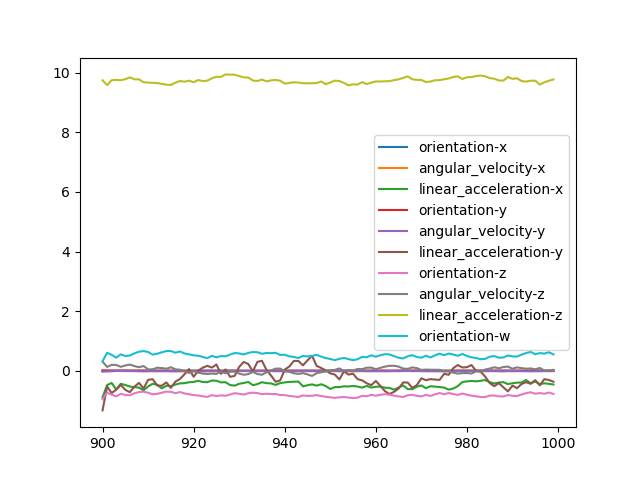 10
8
6
4
2
0
900
920
940
960
980
1000
orientation-x
angular_velocity-x
linear_acceleration-x
orientation-y
angular_velocity-y
linear_acceleration-y
orientation-z
angular_velocity-z
linear_acceleration-z
orientation-w